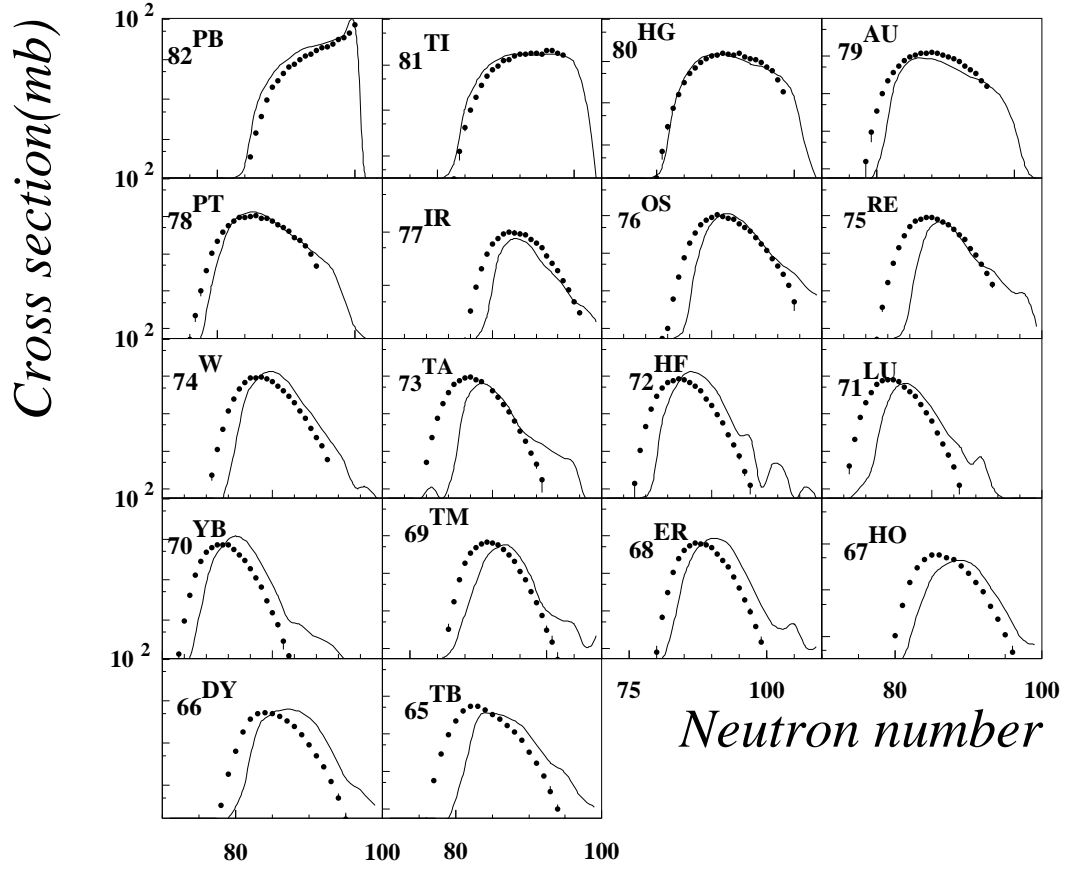 Cross section(mb)
10 2
82 PB
81 TI
80 HG
79 AU
10 2
78 PT
77 IR
76 OS
75 RE
10 2
74 W
73 TA
72 HF
71 LU
10 2
70 YB
69 TM
68 ER
67 HO
10 2
66 DY
65 TB
75
100
80
100
Neutron number
80
100
80
100